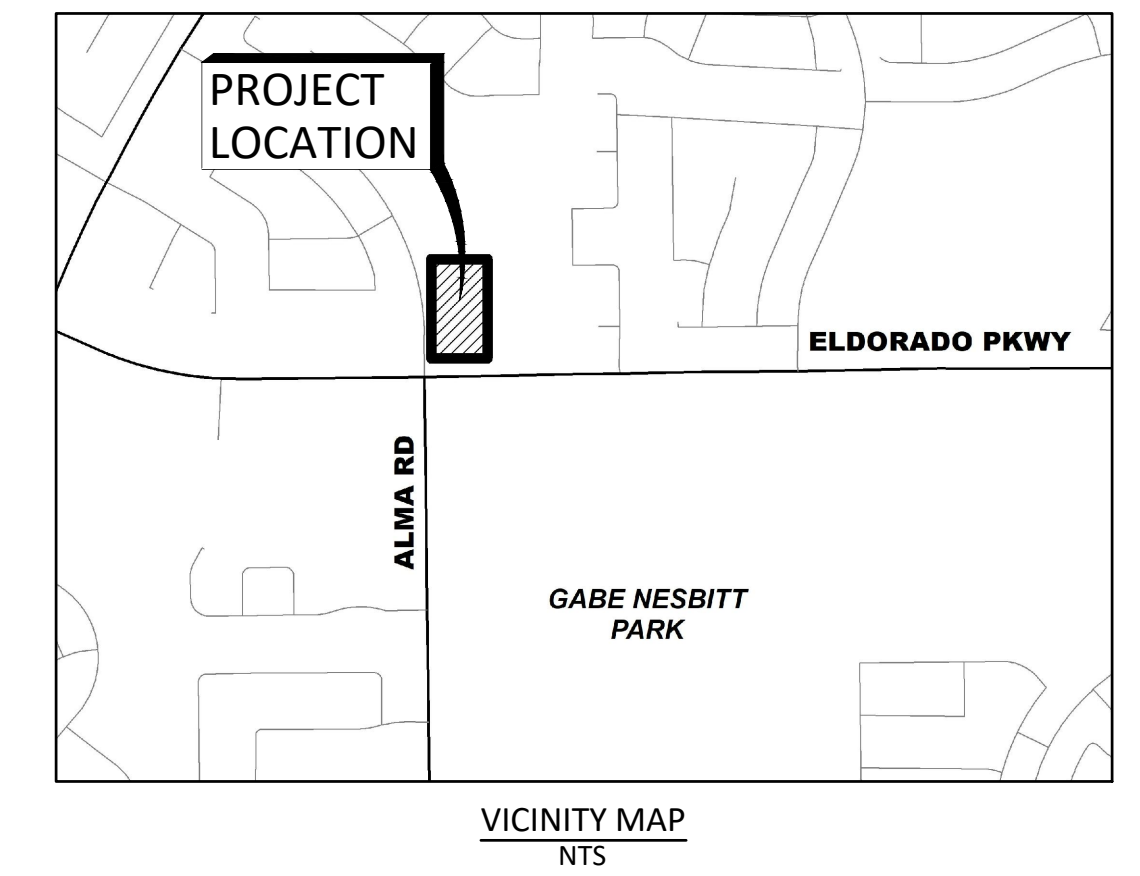 PROJECT
LOCATION
ELDORADO PKWY
ALMA RD
GABE NESBITT
PARK
VICINITY MAP
NTS